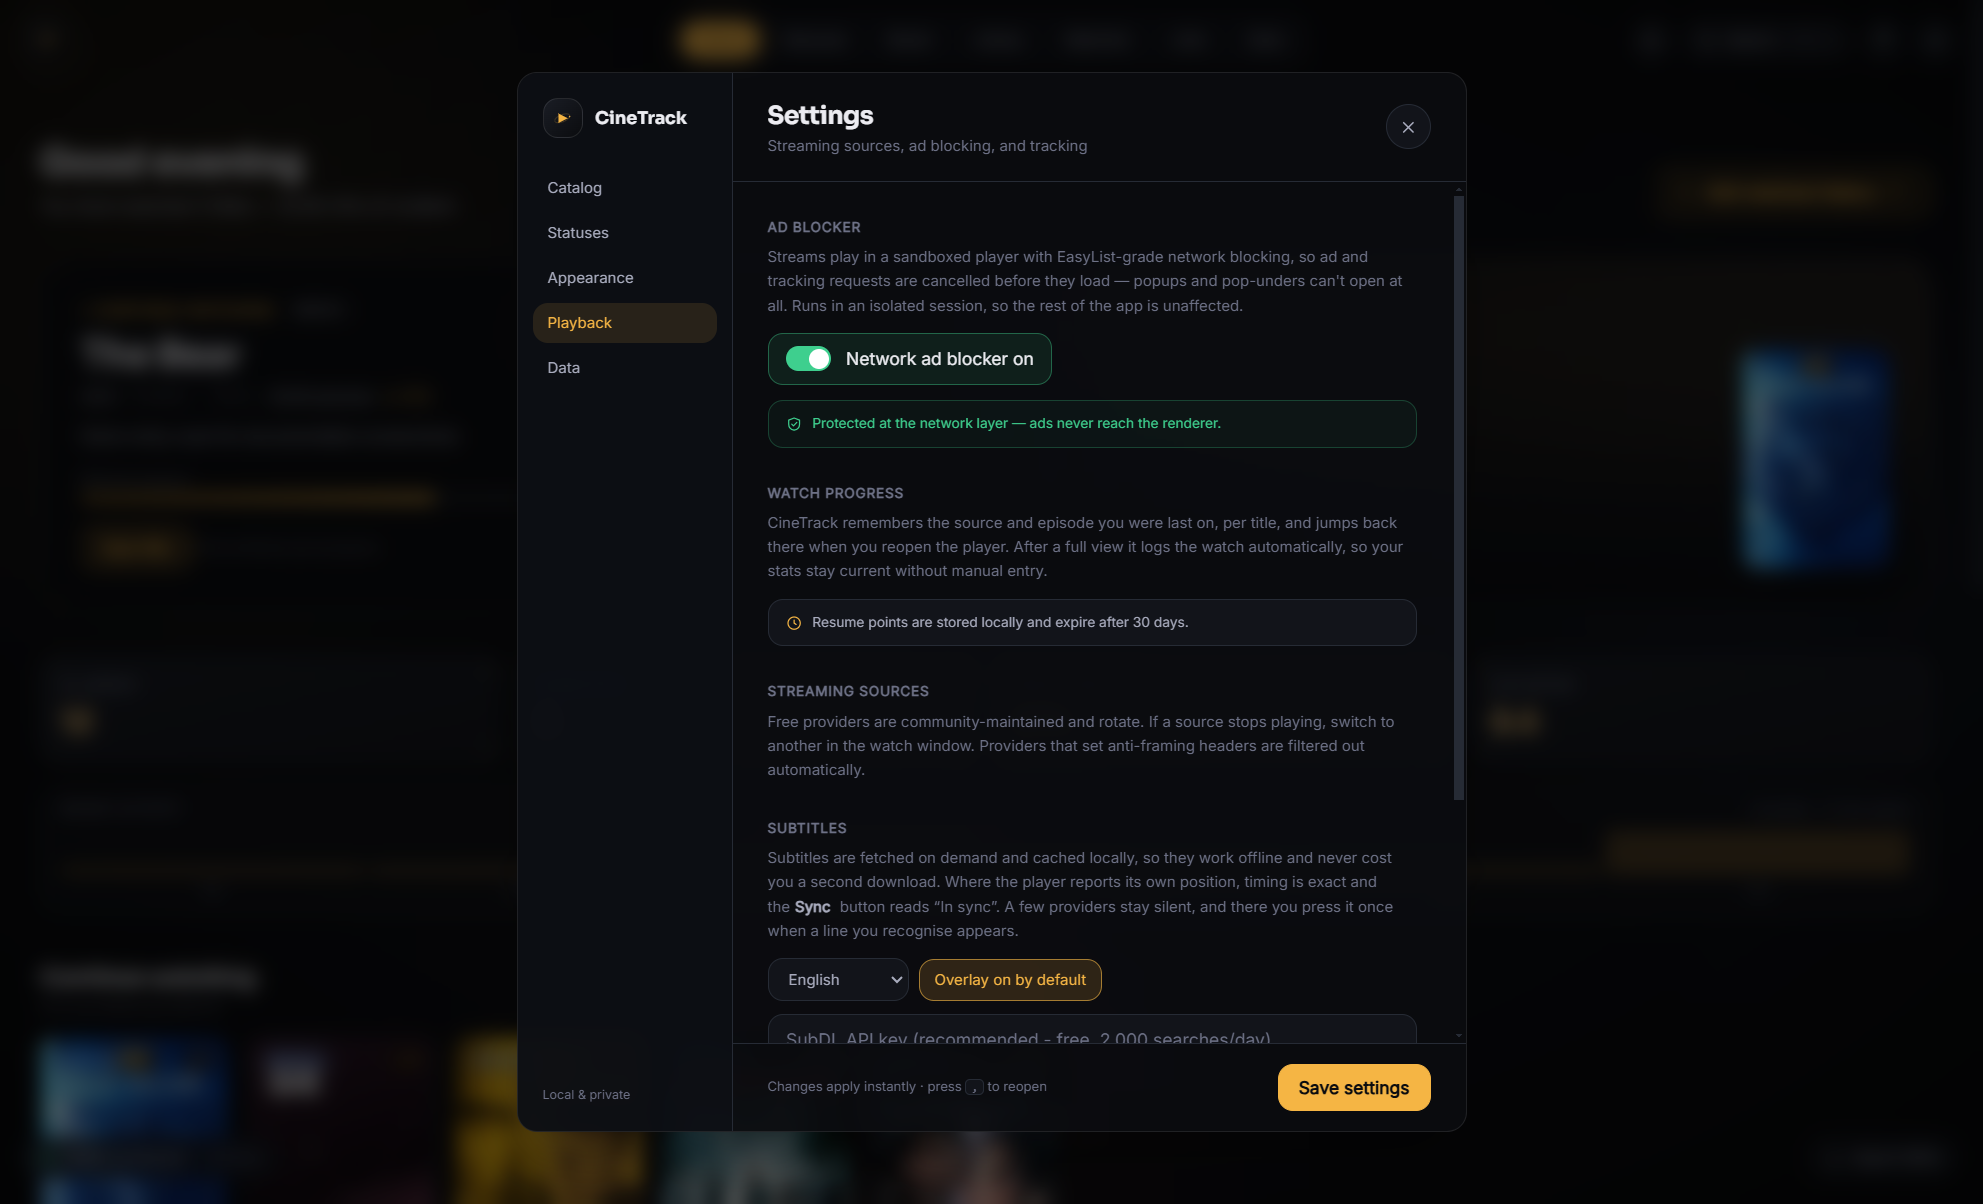 CineTrack
Catalog
Statuses
Appearance
Playback
Data
Local & private
Settings
Streaming sources, ad blocking, and tracking
AD BLOCKER
Streams play in a sandboxed player with EasyList-grade network blocking, so ad and
tracking requests are cancelled before they load — popups and pop-unders can't open at
all. Runs in an isolated session, so the rest of the app is unaffected.
Network ad blocker on
Protected at the network layer — ads never reach the renderer.
WATCH PROGRESS
CineTrack remembers the source and episode you were last on, per title, and jumps back
there when you reopen the player. After a full view it logs the watch automatically, so your
stats stay current without manual entry.
Resume points are stored locally and expire after 30 days.
STREAMING SOURCES
Free providers are community-maintained and rotate. If a source stops playing, switch to
another in the watch window. Providers that set anti-framing headers are filtered out
automatically.
SUBTITLES
Subtitles are fetched on demand and cached locally, so they work offline and never cost
you a second download. Where the player reports its own position, timing is exact and
the Sync button reads “In sync”. A few providers stay silent, and there you press it once
when a line you recognise appears.
English
Overlay on by default
SubDL API key (recommended - free, 2,000 searches/day)
Changes apply instantly · press , to reopen
Save settings
Good evening
The Bear
Continue watching